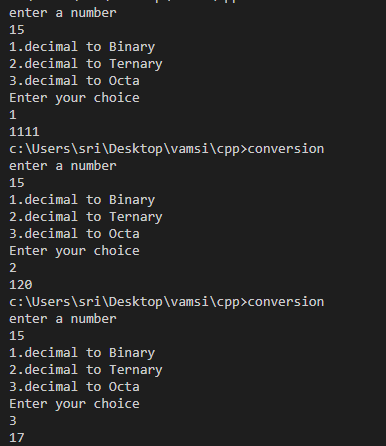 enter a number
15
1.decimal to Binary
2.decimal to Ternary
3.decimal to Octa
Enter your choice
1
1111
c:\Users\sri\Desktop\vamsi\cpp>conversion
enter a number
15
1.decimal to Binary
2.decimal to Ternary
3.decimal to Octa
Enter your choice
2
120
c:\Users\sri\Desktop\vamsi\cpp>conversion
enter a number
15
1.decimal to Binary
2.decimal to Ternary
3.decimal to Octa
Enter your choice
3
17